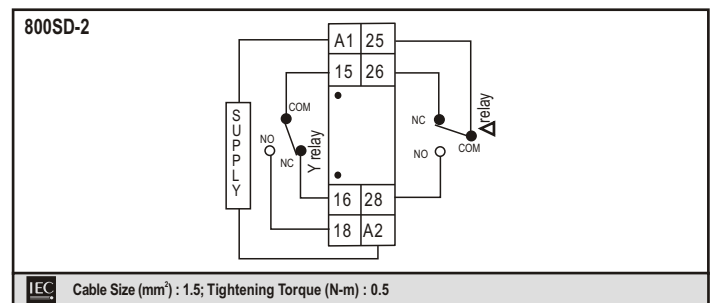 800SD-2
A1 25
15 26
16 28
18 A2
SUPPLY
COM
NO
NC
Y relay
NC
NO
COM
Δ relay
IEC Cable Size (mm²) : 1.5; Tightening Torque (N-m) : 0.5